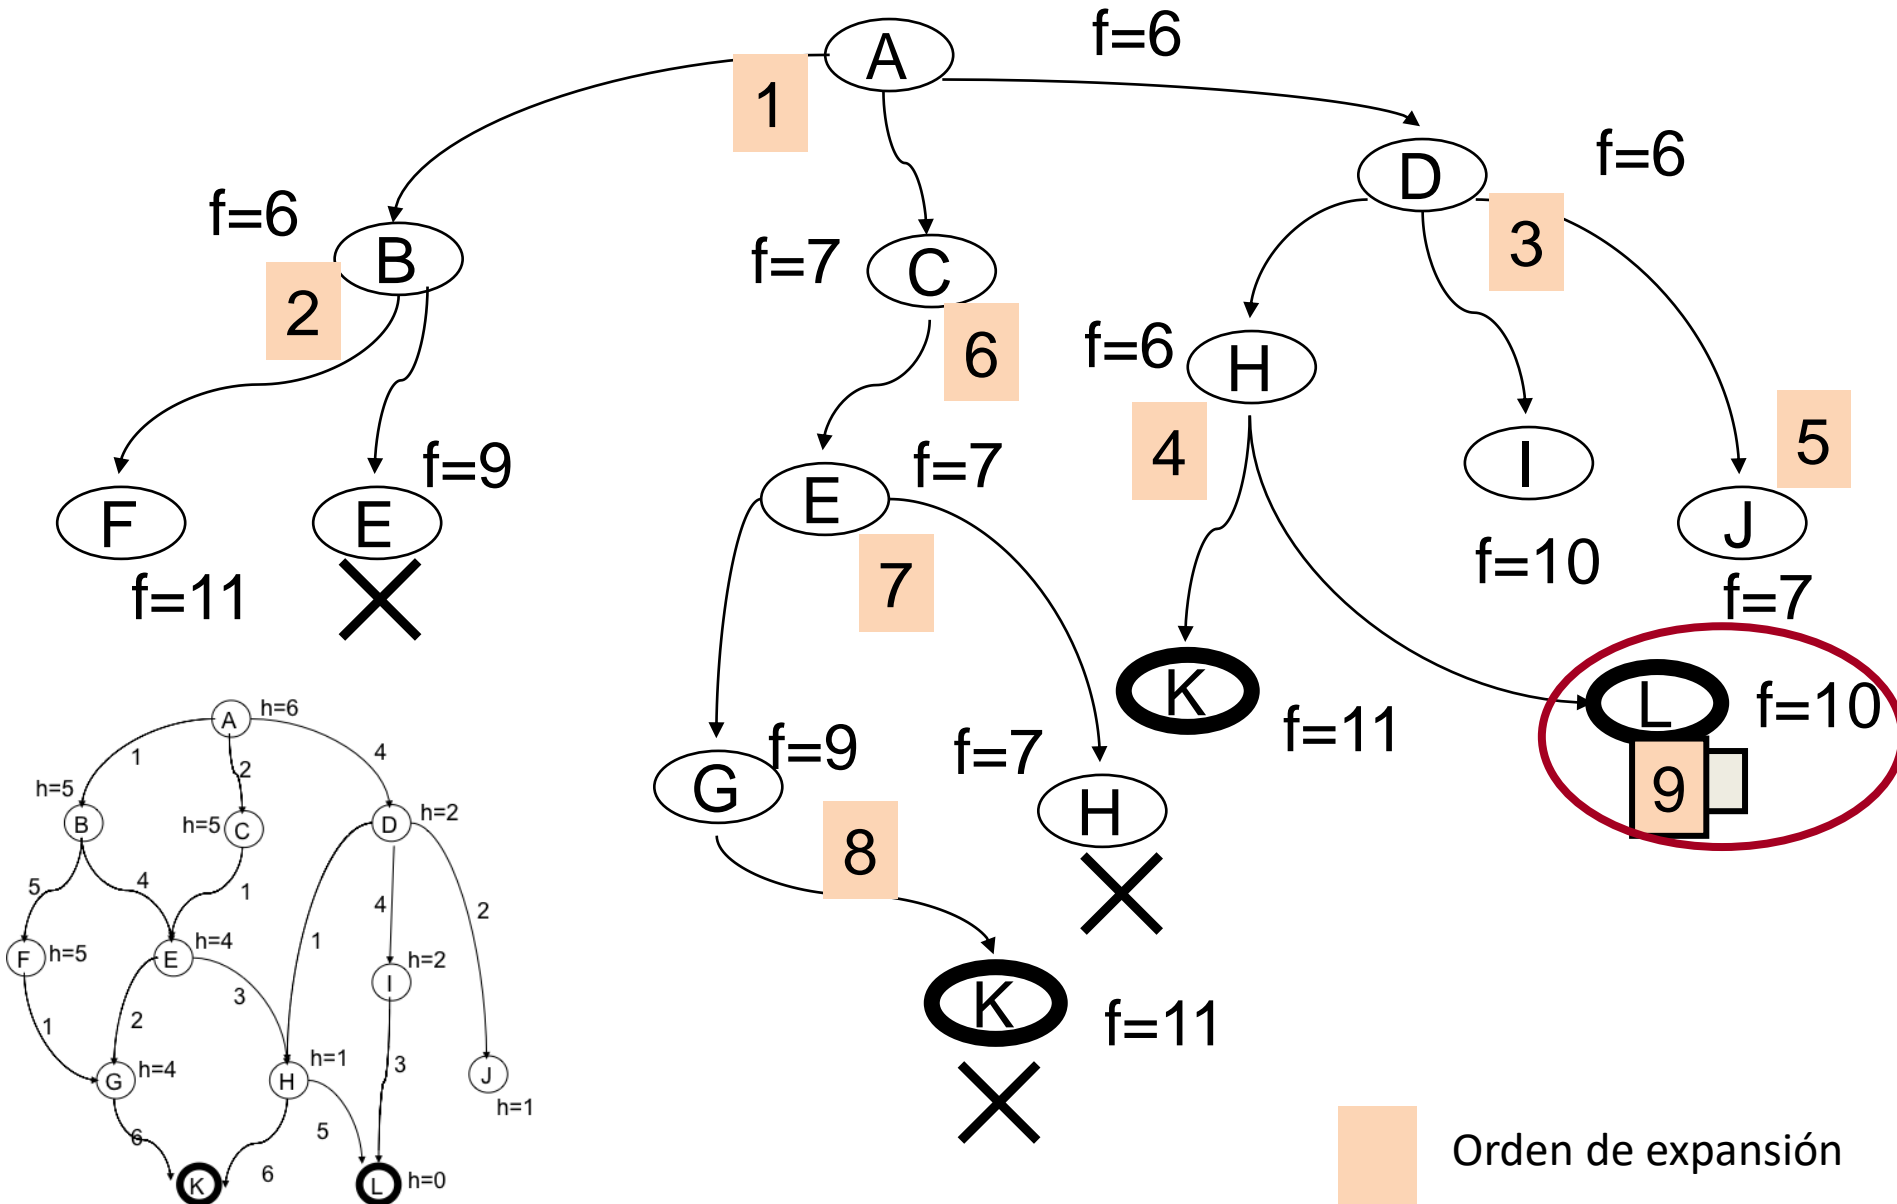 A
f=6
1
D
f=6
f=6
B
2
f=7
C
6
3
f=6
H
4
I
f=10
5
J
f=7
F
f=11
E
f=9
E
f=7
7
K
f=11
L
f=10
9
G
f=9
8
f=7
H
K
f=11
A
h=6
1
2
4
h=5
B
h=5
C
D
h=2
5
4
1
1
4
2
F
h=5
E
h=4
I
h=2
1
2
3
3
G
h=4
H
h=1
J
h=1
6
6
5
K
L
h=0
Orden de expansión